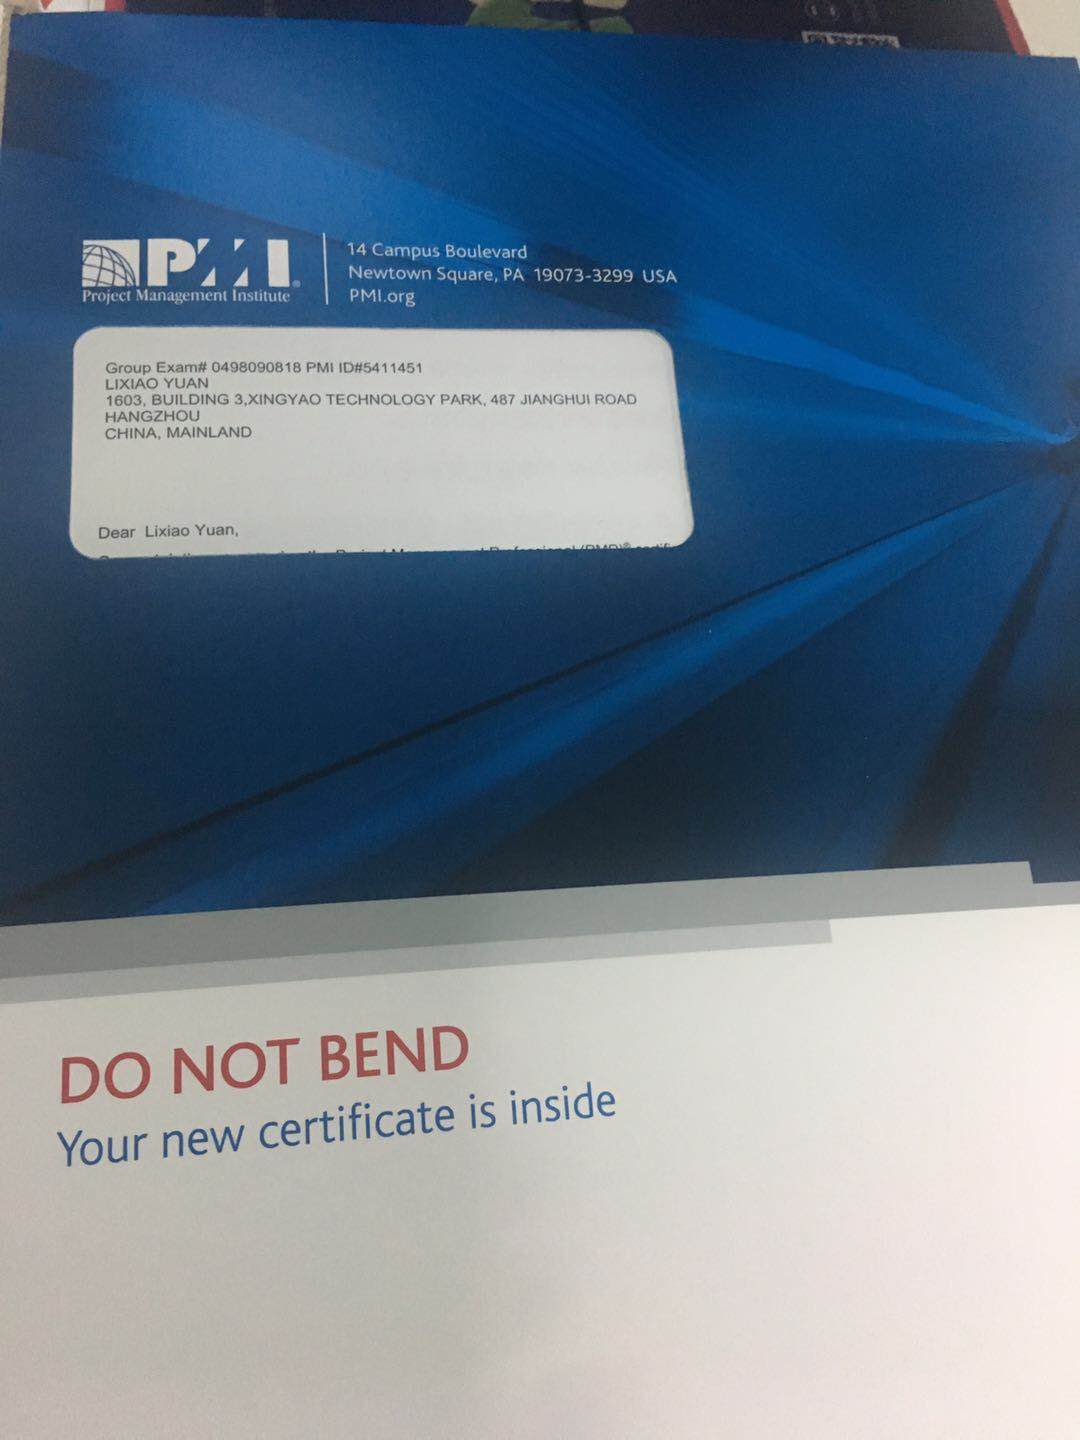 PMI
Project Management Institute
14 Campus Boulevard
Newtown Square, PA 19073-3299 USA
PMI.org
Group Exam# 0498090818 PMI ID#5411451
LIXIAO YUAN
1603, BUILDING 3,XINGYAO TECHNOLOGY PARK, 487 JIANGHUI ROAD
HANGZHOU
CHINA, MAINLAND
Dear Lixiao Yuan,
DO NOT BEND
Your new certificate is inside